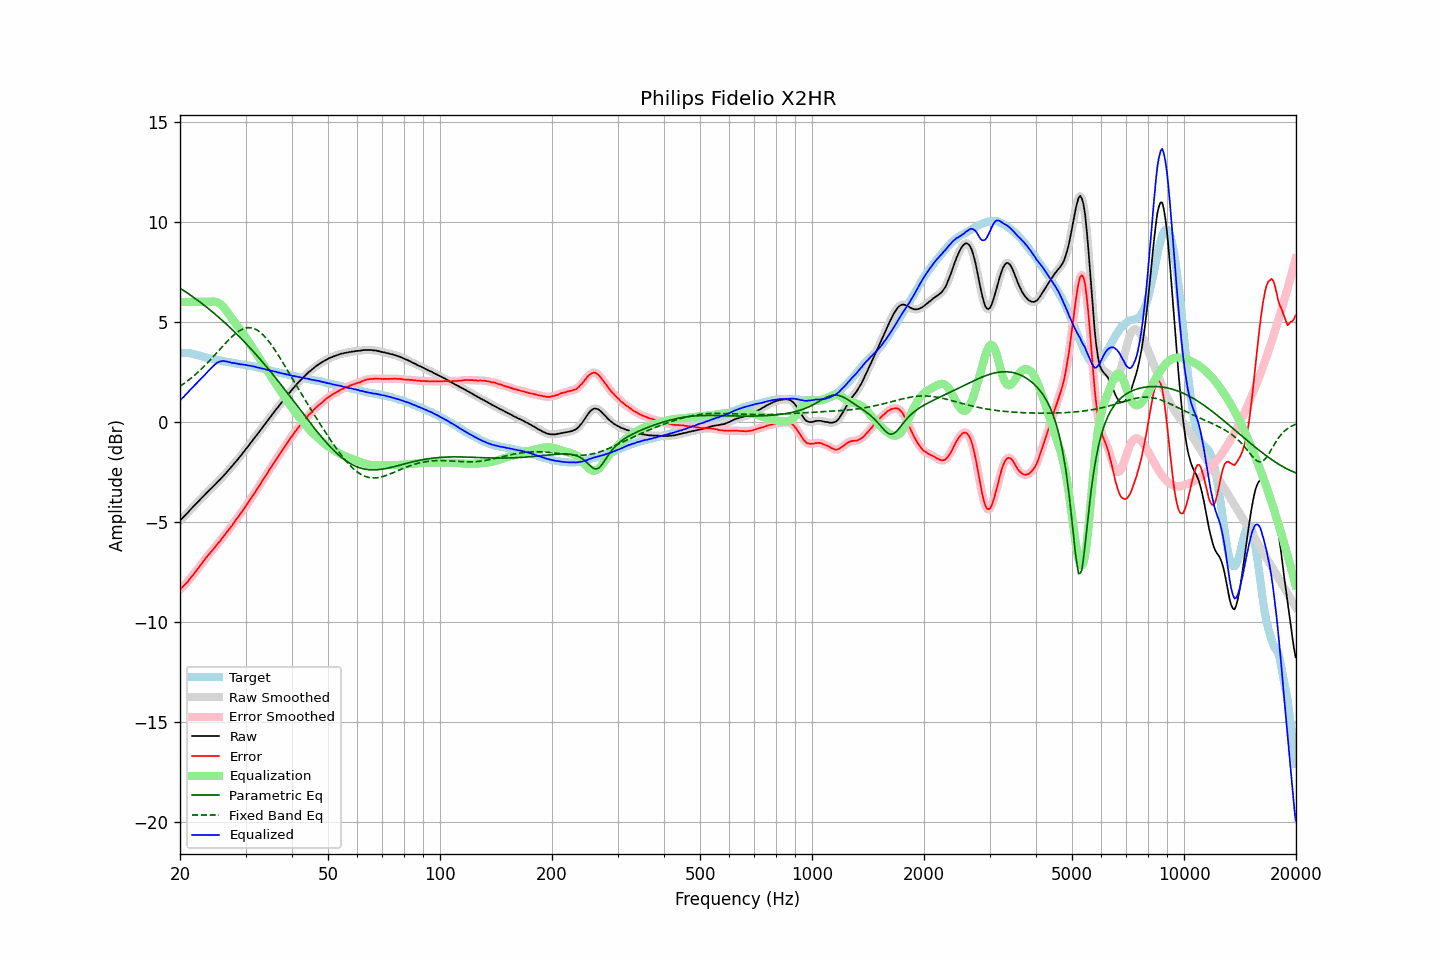 Philips Fidelio X2HR
Amplitude (dBr)
15
10
5
0
−5
−10
−15
−20
Target
Raw Smoothed
Error Smoothed
Raw
Error
Equalization
Parametric Eq
Fixed Band Eq
Equalized
20 50 100 200 500 1000 2000 5000 10000 20000
Frequency (Hz)